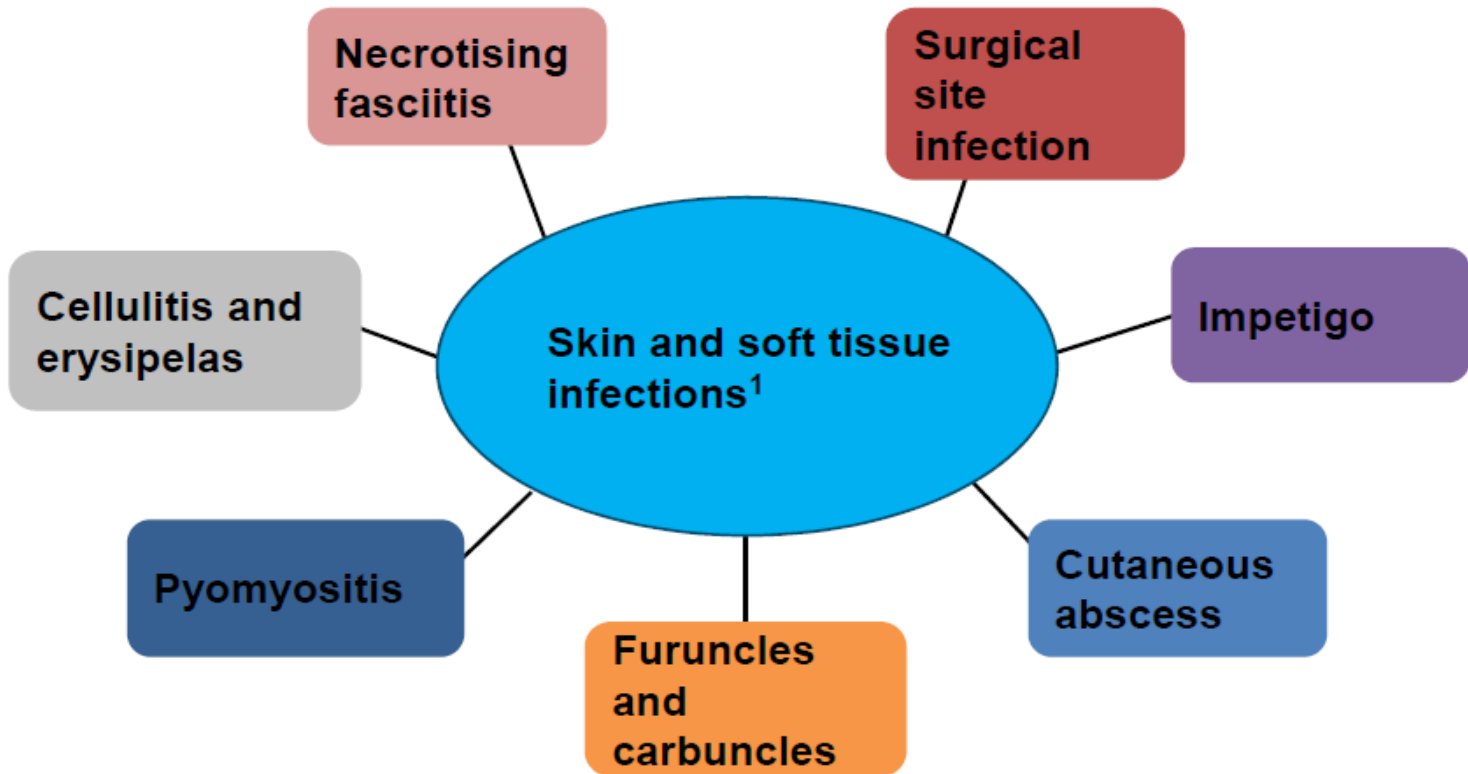 Necrotising
fasciitis
Surgical
site
infection
Cellulitis and
erysipelas
Skin and soft tissue
infections¹
Impetigo
Pyomyositis
Furuncles
and
carbuncles
Cutaneous
abscess